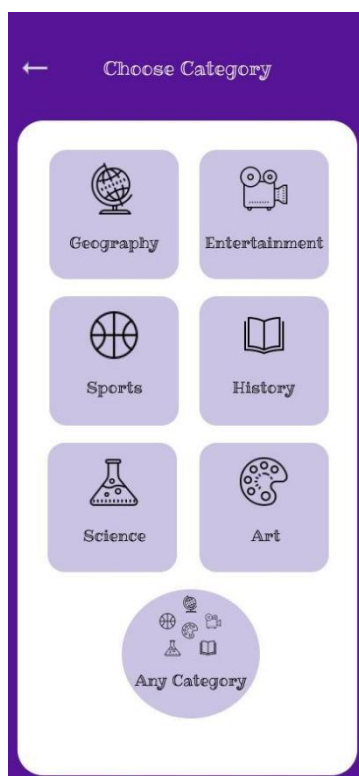 Choose Category
Geography
Entertainment
Sports
History
Science
Art
Any Category